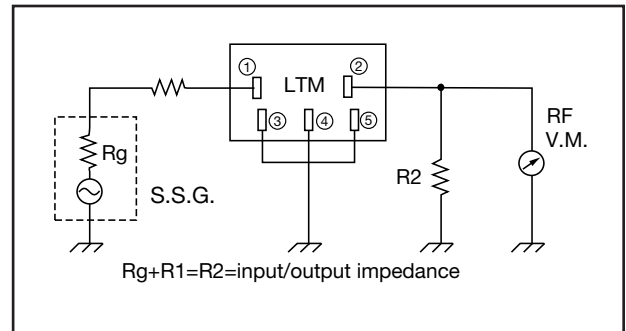 ① LTM ②
③ ④ ⑤
Rg
S.S.G.
R2
RF
V.M.
Rg+R1=R2=input/output impedance